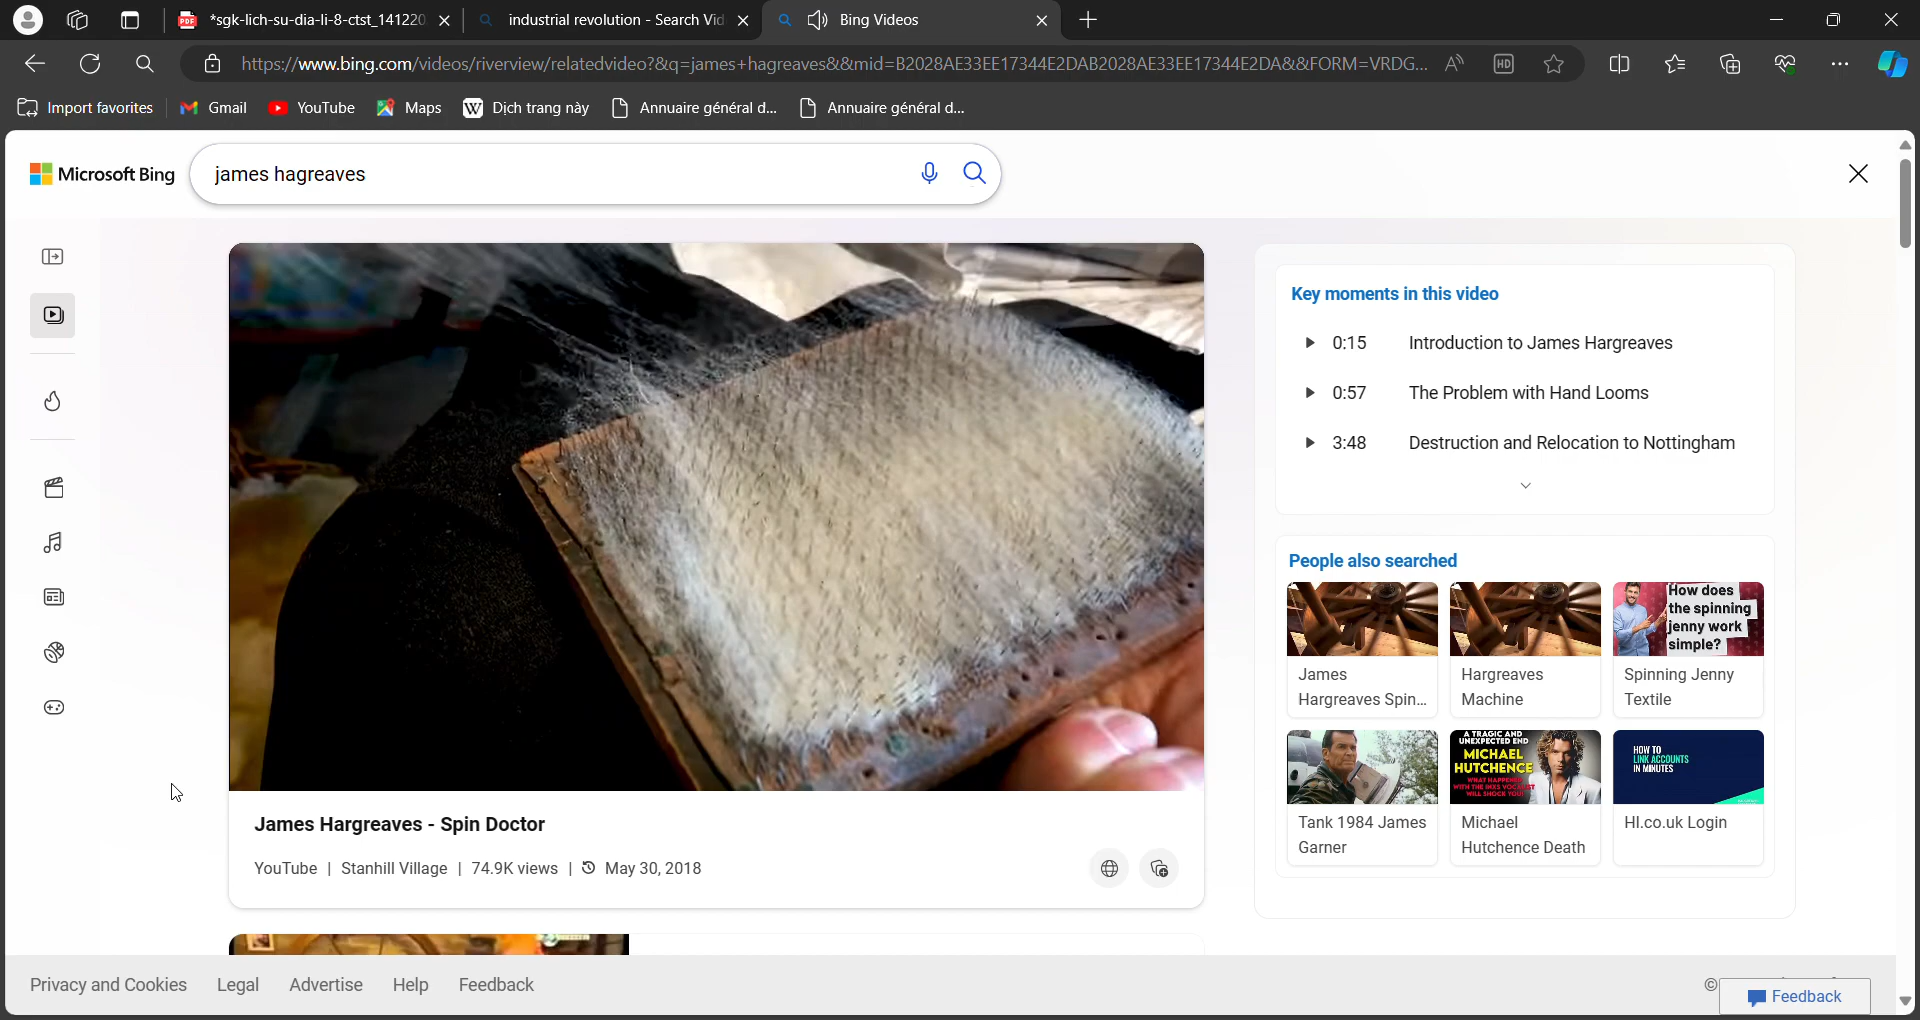 *sgk-lich-su-dia-li-8-ctst_141220
industrial revolution - Search Vid
Bing Videos
https://www.bing.com/videos/riverview/relatedvideo?&q=james+hagreaves&&mid=B2028AE33EE17344E2DAB2028AE33EE17344E2DA&&FORM=VRDG...
Import favorites
Gmail
YouTube
Maps
Dịch trang này
Annuaire général d...
Annuaire général d...
Microsoft Bing
james hagreaves
Key moments in this video
0:15 Introduction to James Hargreaves
0:57 The Problem with Hand Looms
3:48 Destruction and Relocation to Nottingham
People also searched
How does
the spinning
jenny work
simple?
James
Hargreaves Spin...
Hargreaves
Machine
Spinning Jenny
Textile
A TRAGIC AND
UNEXPECTED END
MICHAEL
HUTCHENCE
HOW TO
LINK ACCOUNTS
IN MINUTES
Tank 1984 James
Garner
Michael
Hutchence Death
Hl.co.uk Login
James Hargreaves - Spin Doctor
YouTube | Stanhill Village | 74.9K views | May 30, 2018
Privacy and Cookies
Legal
Advertise
Help
Feedback
©
Feedback